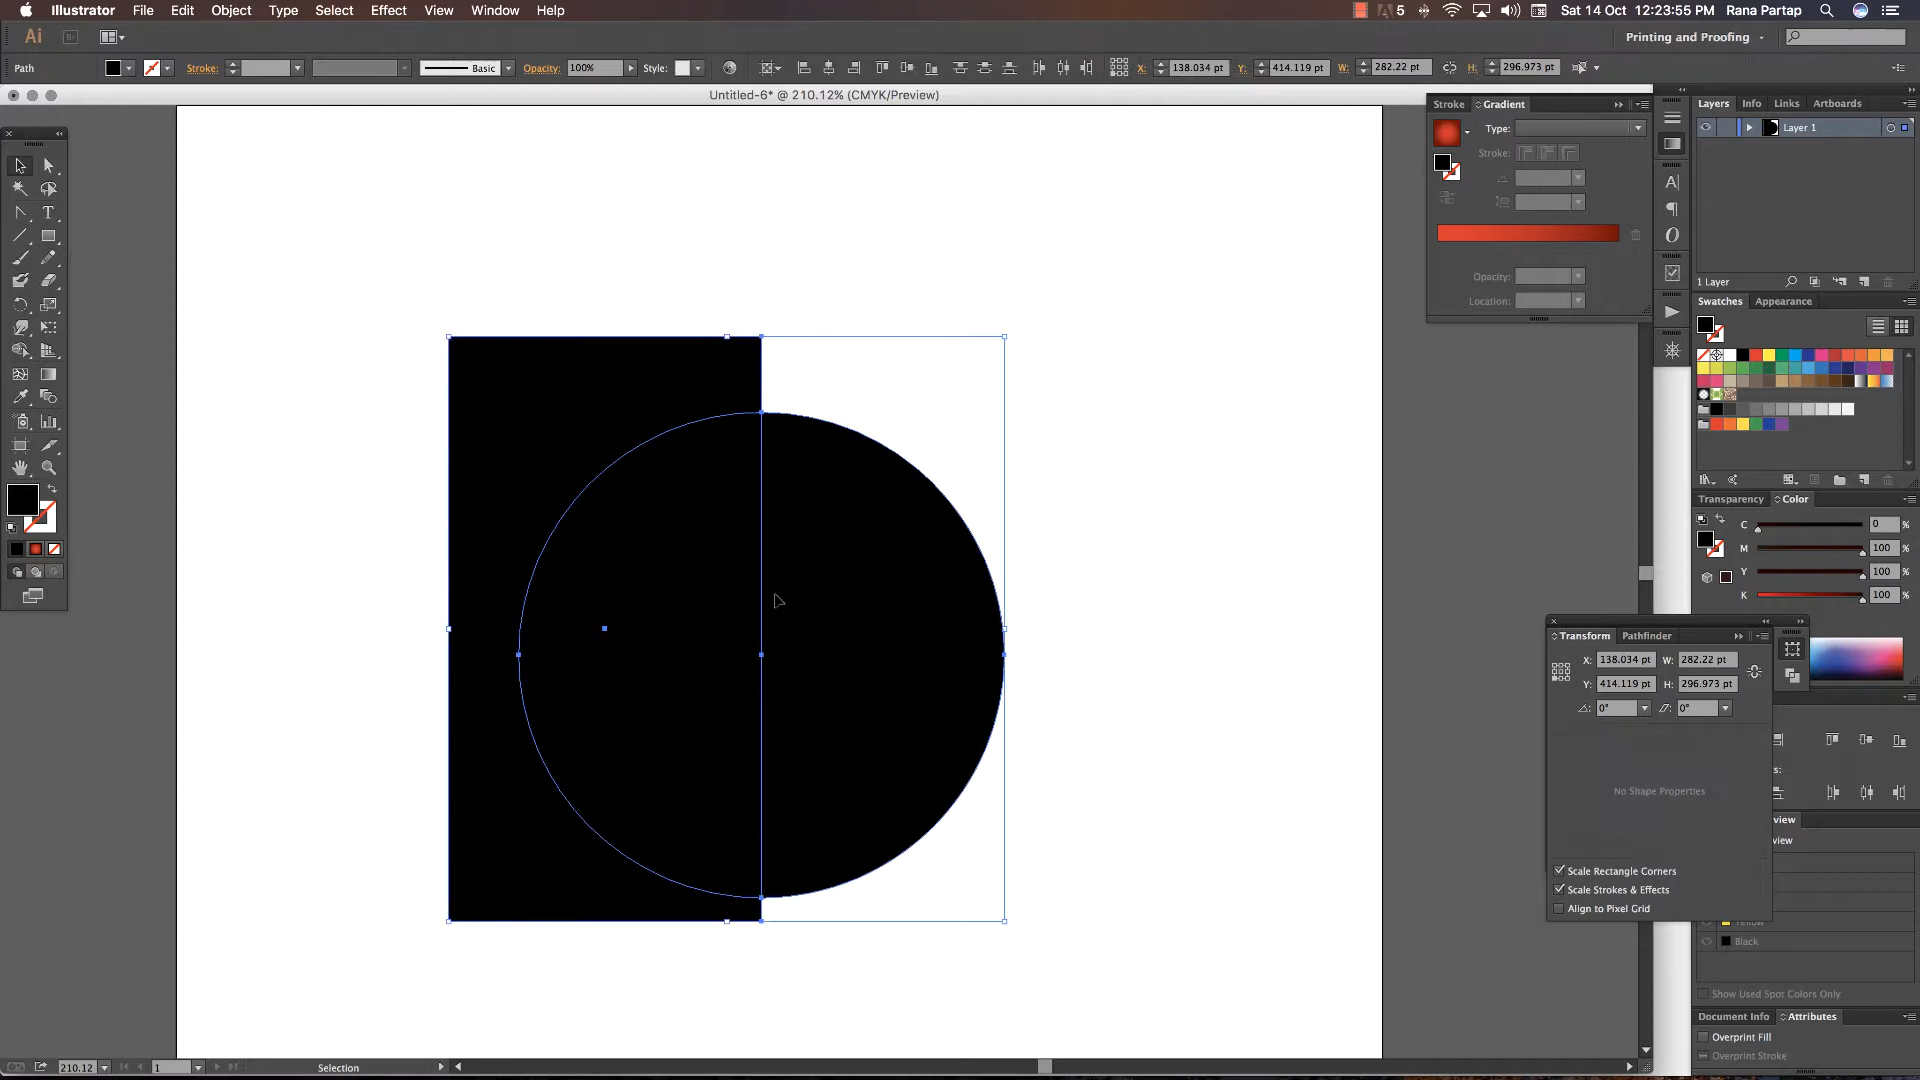 Illustrator File Edit Object Type Select Effect View Window Help 5 Sat 14 Oct 12:23:55 PM Rana Partap
Ai Br Printing and Proofing
Path Stroke: Basic Opacity: 100% Style: X: 138.034 pt Y: 414.119 pt W: 282.22 pt H: 296.973 pt
Untitled-6* @ 210.12% (CMYK/Preview)
Stroke Gradient
Type:
Stroke:
Opacity:
Location:
Layers Info Links Artboards
Layer 1
1 Layer
Swatches Appearance
Transparency Color
C 0 %
M 100 %
Y 100 %
K 100 %
Transform Pathfinder
X: 138.034 pt W: 282.22 pt
Y: 414.119 pt H: 296.973 pt
0° 0°
No Shape Properties
Scale Rectangle Corners
Scale Strokes & Effects
Align to Pixel Grid
Yellow
Black
Show Used Spot Colors Only
Document Info Attributes
Overprint Fill
Overprint Stroke
210.12 1 Selection